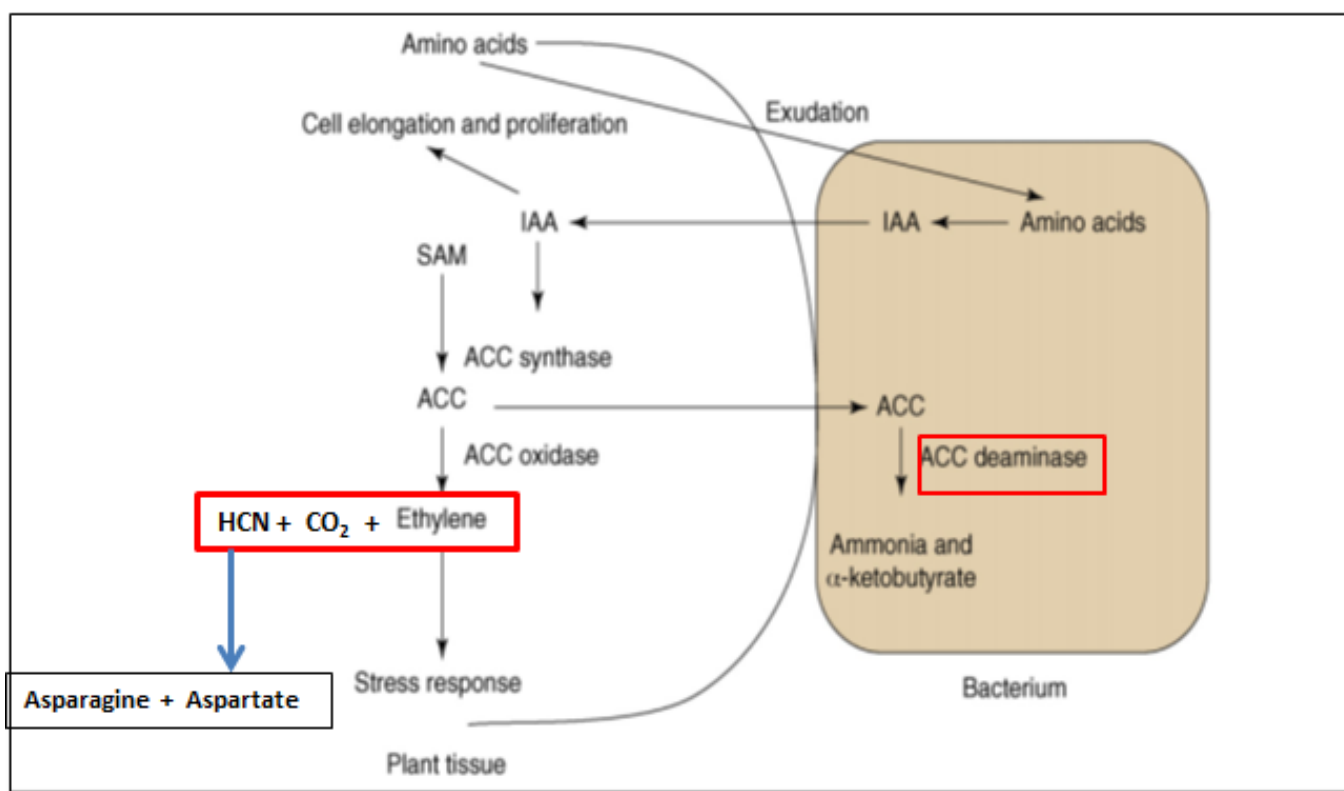 Amino acids
Exudation
Cell elongation and proliferation
IAA
IAA
Amino acids
SAM
ACC synthase
ACC
ACC
ACC oxidase
ACC deaminase
HCN + CO₂ + Ethylene
Ammonia and
α-ketobutyrate
Stress response
Asparagine + Aspartate
Bacterium
Plant tissue